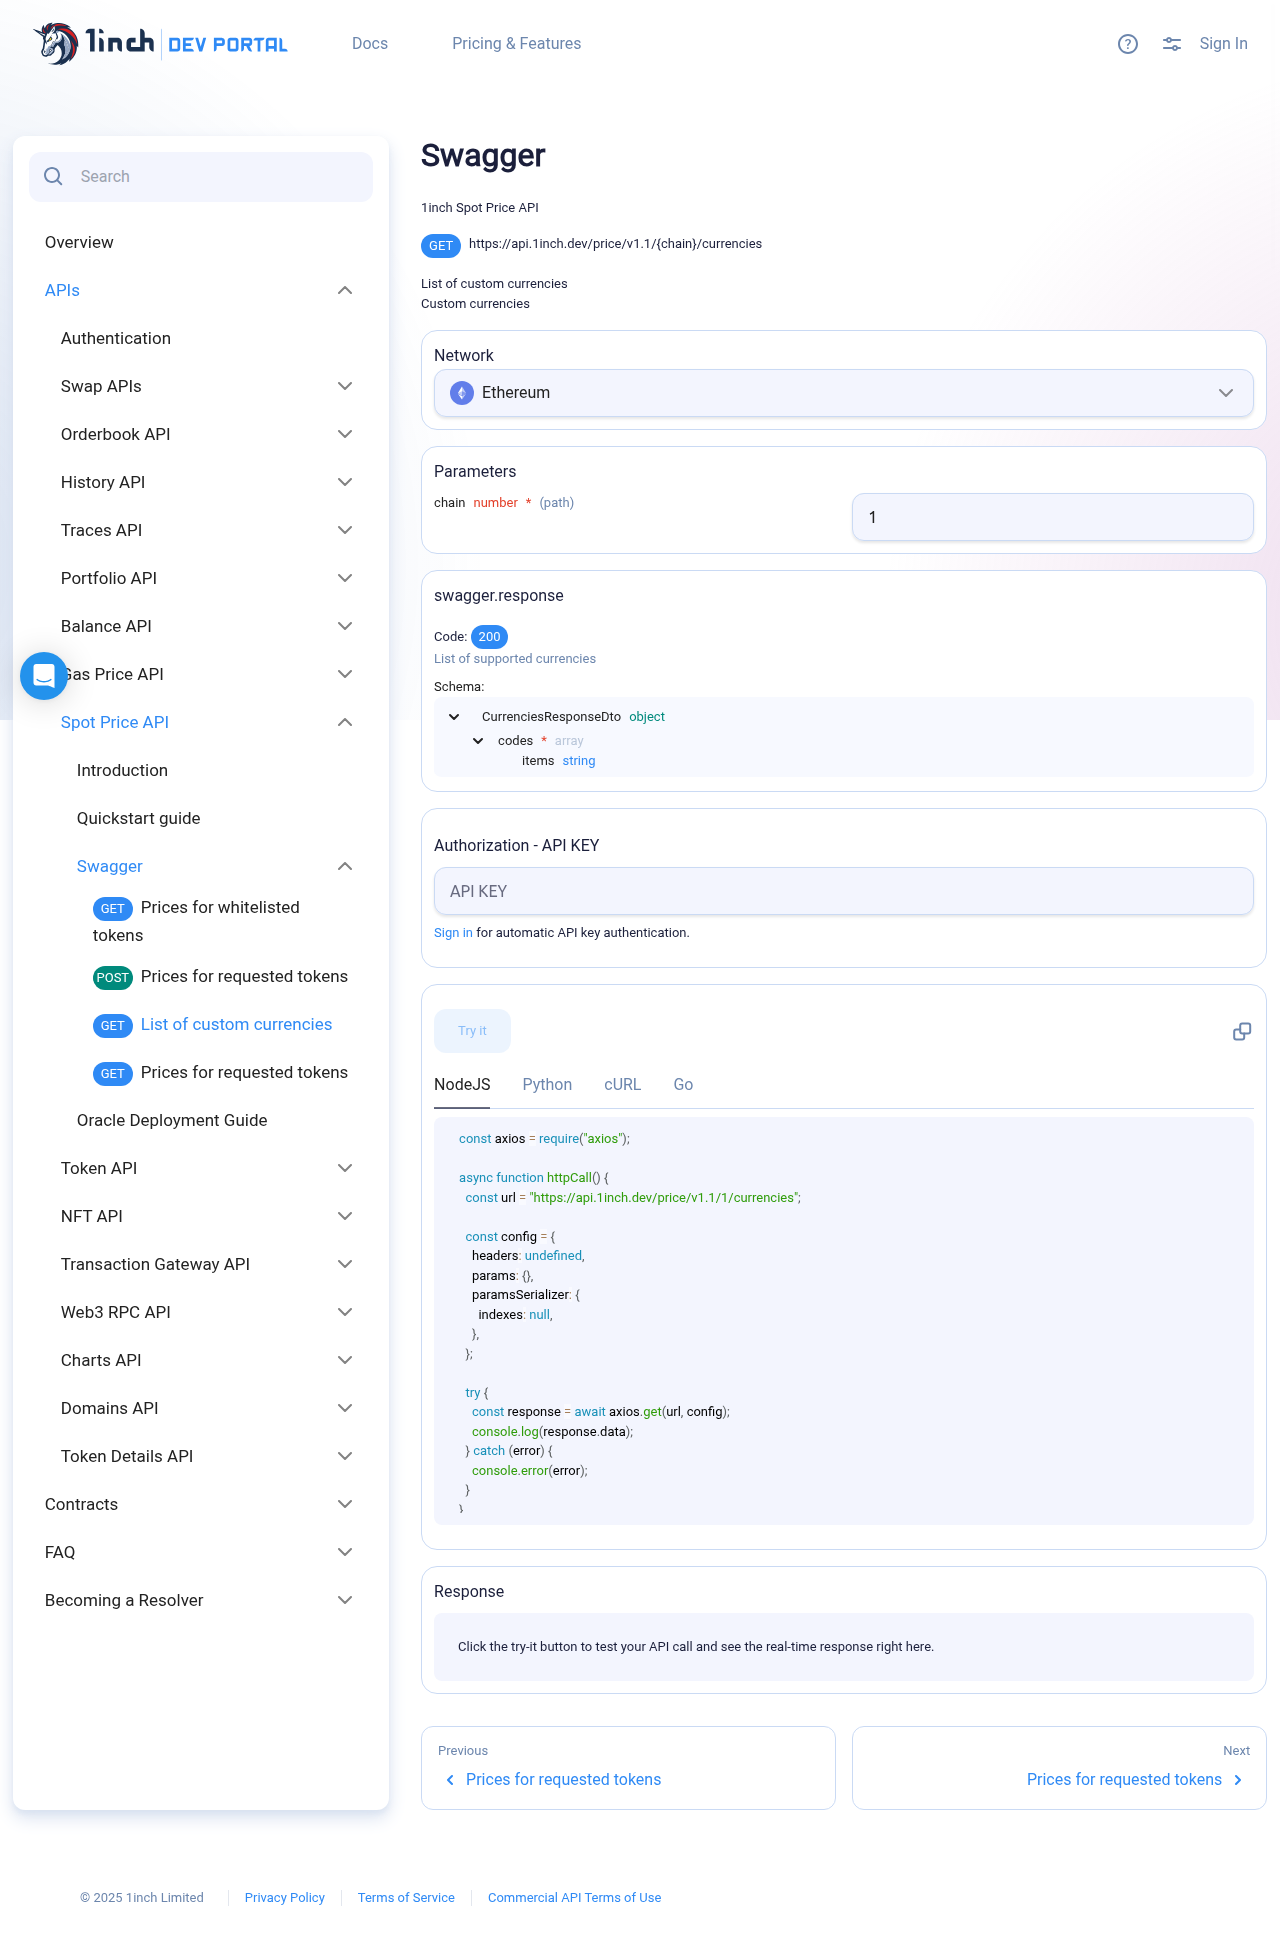 1inch DEV PORTAL
Docs
Pricing & Features
Sign In
Search
Overview
APIs
Authentication
Swap APIs
Orderbook API
History API
Traces API
Portfolio API
Balance API
Gas Price API
Spot Price API
Introduction
Quickstart guide
Swagger
GET Prices for whitelisted
tokens
POST Prices for requested tokens
GET List of custom currencies
GET Prices for requested tokens
Oracle Deployment Guide
Token API
NFT API
Transaction Gateway API
Web3 RPC API
Charts API
Domains API
Token Details API
Contracts
FAQ
Becoming a Resolver
Swagger
1inch Spot Price API
GET https://api.1inch.dev/price/v1.1/{chain}/currencies
List of custom currencies
Custom currencies
Network
Ethereum
Parameters
chain number * (path)
1
swagger.response
Code: 200
List of supported currencies
Schema:
CurrenciesResponseDto object
codes * array
items string
Authorization - API KEY
API KEY
Sign in for automatic API key authentication.
Try it
NodeJS Python cURL Go
const axios = require("axios");
async function httpCall() {
const url = "https://api.1inch.dev/price/v1.1/1/currencies";
const config = {
headers: undefined,
params: {},
paramsSerializer: {
indexes: null,
},
};
try {
const response = await axios.get(url, config);
console.log(response.data);
} catch (error) {
console.error(error);
}
}
Response
Click the try-it button to test your API call and see the real-time response right here.
Previous
Prices for requested tokens
Next
Prices for requested tokens
© 2025 1inch Limited
Privacy Policy
Terms of Service
Commercial API Terms of Use